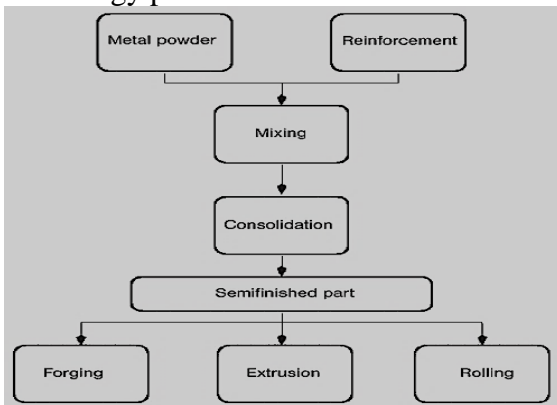 Metal powder
Reinforcement
Mixing
Consolidation
Semifinished part
Forging
Extrusion
Rolling